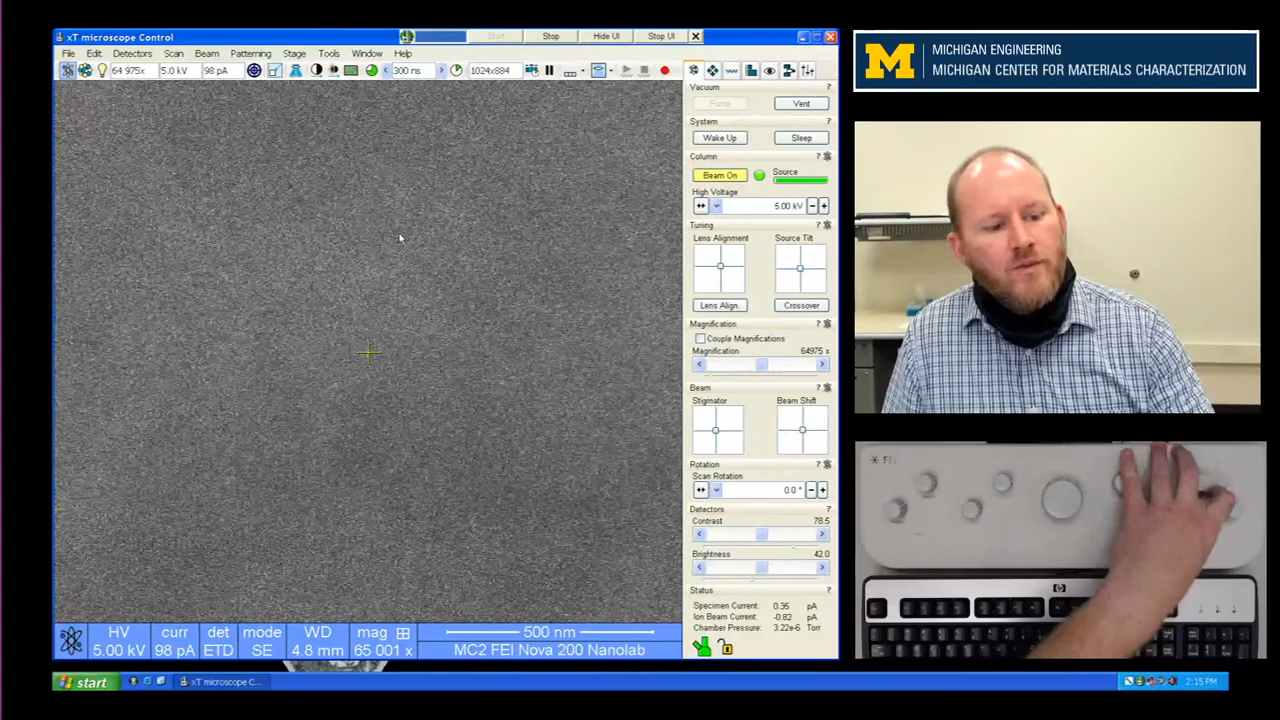 xT microscope Control
Start
Stop
Hide UI
Stop UI
File Edit Detectors Scan Beam Patterning Stage Tools Window Help
64 975x 5.0 kV 98 pA 300 ns 1024x884
Vacuum ?
Pump Vent
System ?
Wake Up Sleep
Column ?
Beam On Source
High Voltage
5.00 kV
Tuning ?
Lens Alignment Source Tilt
Lens Align. Crossover
Magnification ?
Couple Magnifications
Magnification 64975 x
Beam ?
Stigmator Beam Shift
Rotation ?
Scan Rotation
0.0 °
Detectors ?
Contrast 78.5
Brightness 42.0
Status ?
Specimen Current: 0.35 pA
Ion Beam Current: -0.82 pA
Chamber Pressure: 3.22e-6 Torr
HV curr det mode WD mag 500 nm
5.00 kV 98 pA ETD SE 4.8 mm 65 001 x MC2 FEI Nova 200 Nanolab
start xT microscope C... 2:15 PM
M
MICHIGAN ENGINEERING
MICHIGAN CENTER FOR MATERIALS CHARACTERIZATION
hp